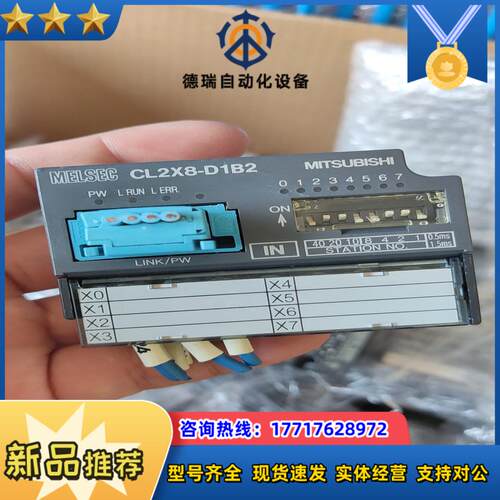 德瑞自动化设备
MELSEC CL2X8-D1B2 MITSUBISHI
PW L RUN L ERR. 0 1 2 3 4 5 6 7
ON
LINK/PW IN 40 20 10 8 4 2 1 0.5ms
STATION NO. 1.5ms
X0 X4
X1 X5
X2 X6
X3 X7
4
咨询热线：17717628972
新品推荐 型号齐全 现货速发 实体经营 支持对公